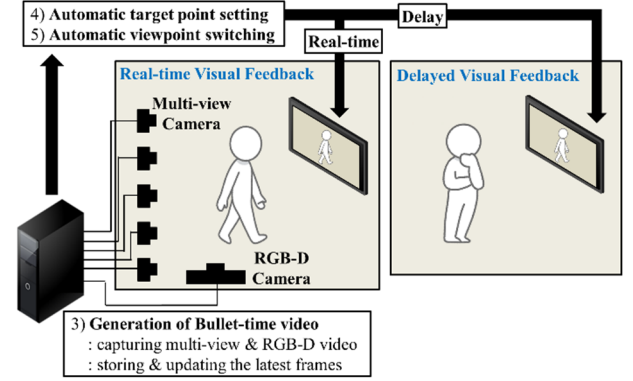 4) Automatic target point setting
5) Automatic viewpoint switching
Delay
Real-time
Real-time Visual Feedback
Delayed Visual Feedback
Multi-view
Camera
RGB-D
Camera
3) Generation of Bullet-time video
: capturing multi-view & RGB-D video
: storing & updating the latest frames